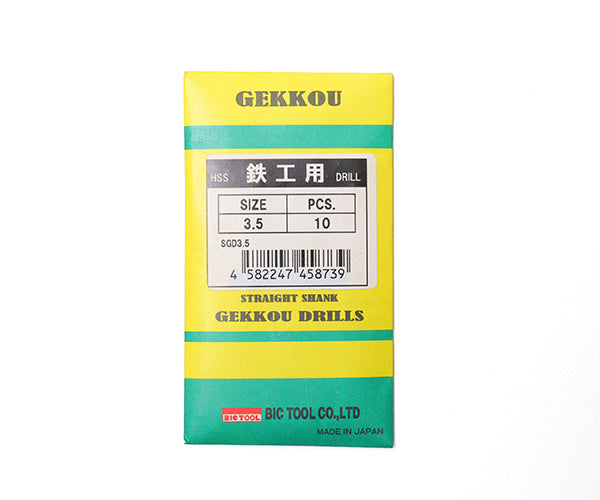 GEKKOU
HSS 鉄工用 DRILL
SIZE PCS.
3.5 10
SGD3.5
4 582247 458739
STRAIGHT SHANK
GEKKOU DRILLS
BIC TOOL BIC TOOL CO.,LTD
MADE IN JAPAN